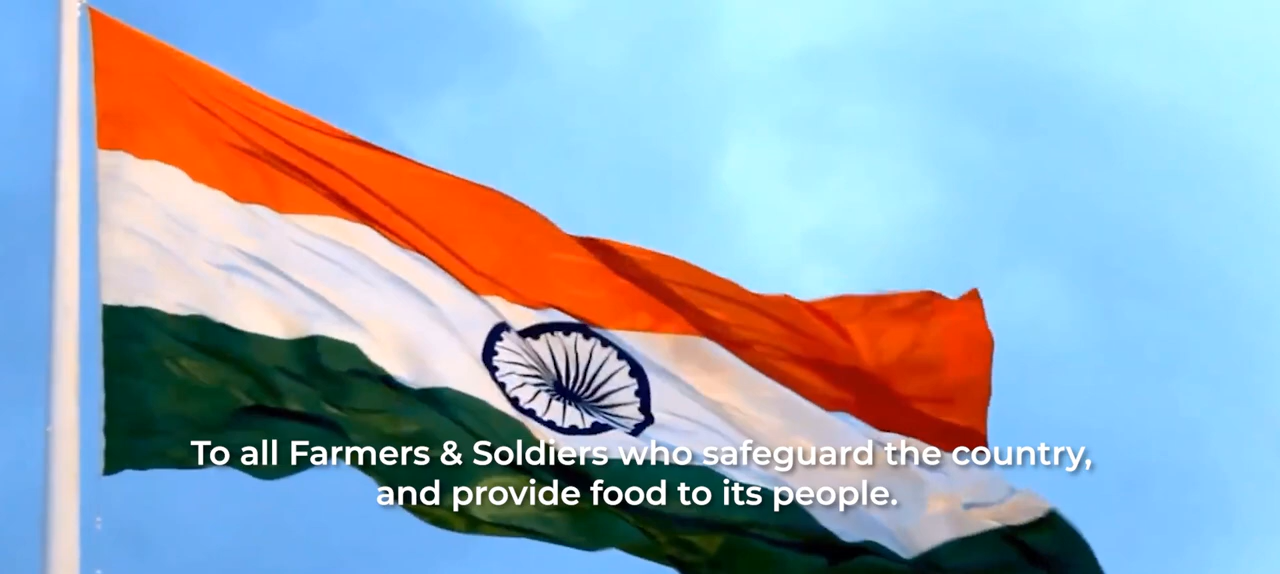 To all Farmers & Soldiers who safeguard the country,
and provide food to its people.